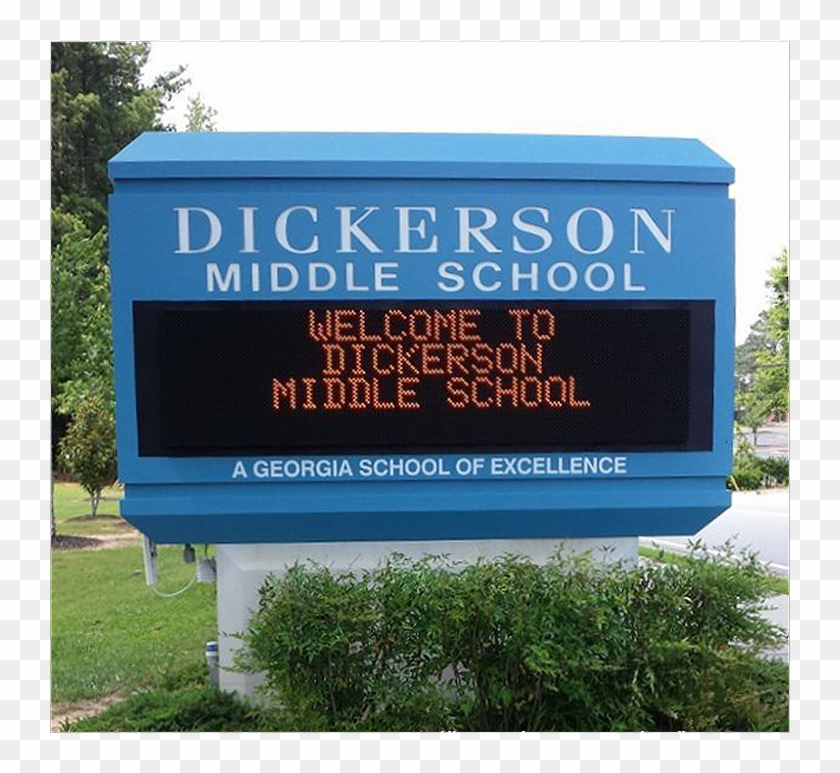 DICKERSON
MIDDLE SCHOOL
WELCOME TO
DICKERSON
MIDDLE SCHOOL
A GEORGIA SCHOOL OF EXCELLENCE